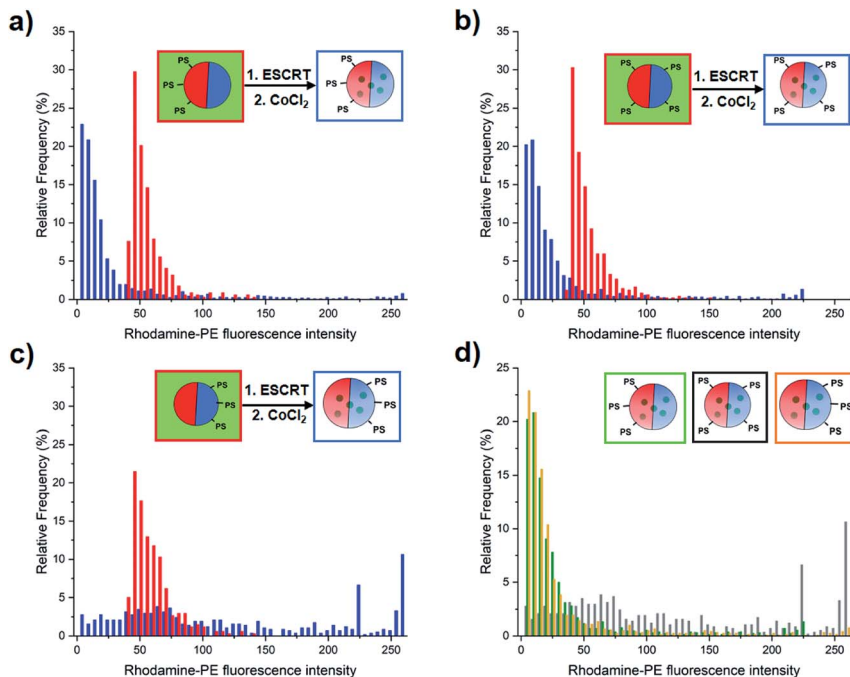 a)
35
30
25
20
15
10
5
0
Relative Frequency (%)
PS
PS
PS
1. ESCRT
2. CoCl₂
PS
PS
PS
0 50 100 150 200 250
Rhodamine-PE fluorescence intensity
b)
35
30
25
20
15
10
5
0
Relative Frequency (%)
PS
PS
PS
PS
1. ESCRT
2. CoCl₂
PS
PS
PS
PS
0 50 100 150 200 250
Rhodamine-PE fluorescence intensity
c)
35
30
25
20
15
10
5
0
Relative Frequency (%)
PS
PS
PS
1. ESCRT
2. CoCl₂
PS
PS
PS
0 50 100 150 200 250
Rhodamine-PE fluorescence intensity
d)
25
20
15
10
5
0
Relative Frequency (%)
PS
PS
PS
PS
PS
PS
PS
PS
PS
PS
PS
0 50 100 150 200 250
Rhodamine-PE fluorescence intensity